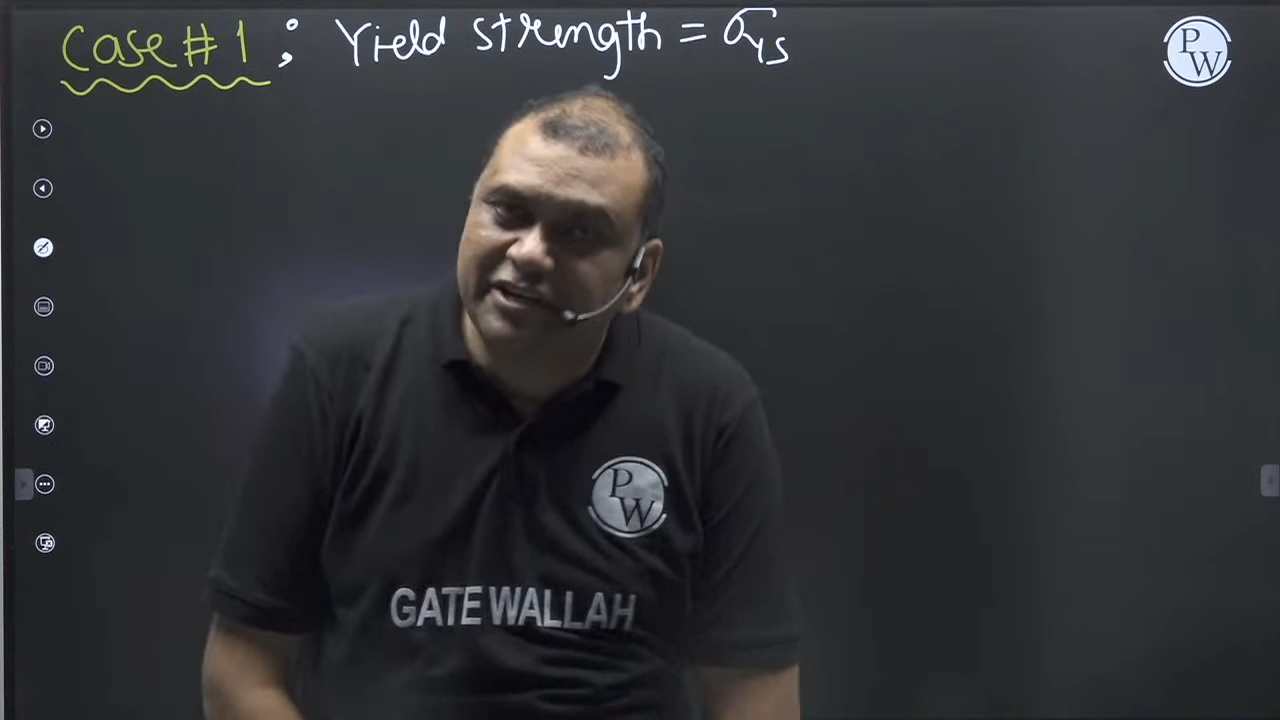 Case # 1 : Yield strength = σys
PW
PW
GATE WALLAH